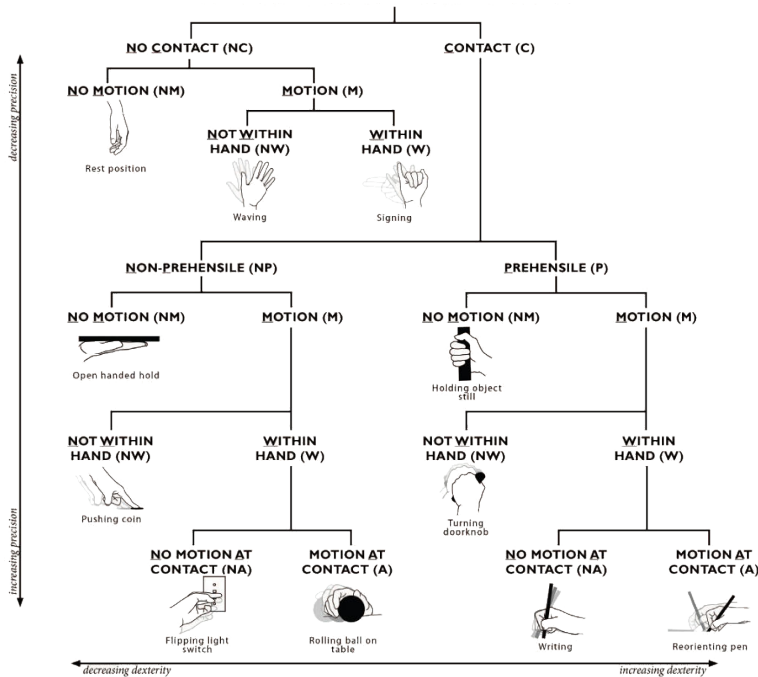 NO CONTACT (NC)
CONTACT (C)
decreasing precision
NO MOTION (NM)
MOTION (M)
Rest position
NOT WITHIN
HAND (NW)
WITHIN
HAND (W)
Waving
Signing
NON-PREHENSILE (NP)
PREHENSILE (P)
NO MOTION (NM)
MOTION (M)
NO MOTION (NM)
MOTION (M)
Open handed hold
Holding object
still
NOT WITHIN
HAND (NW)
WITHIN
HAND (W)
NOT WITHIN
HAND (NW)
WITHIN
HAND (W)
Pushing coin
Turning
doorknob
increasing precision
NO MOTION AT
CONTACT (NA)
MOTION AT
CONTACT (A)
NO MOTION AT
CONTACT (NA)
MOTION AT
CONTACT (A)
Flipping light
switch
Rolling ball on
table
Writing
Reorienting pen
decreasing dexterity
increasing dexterity